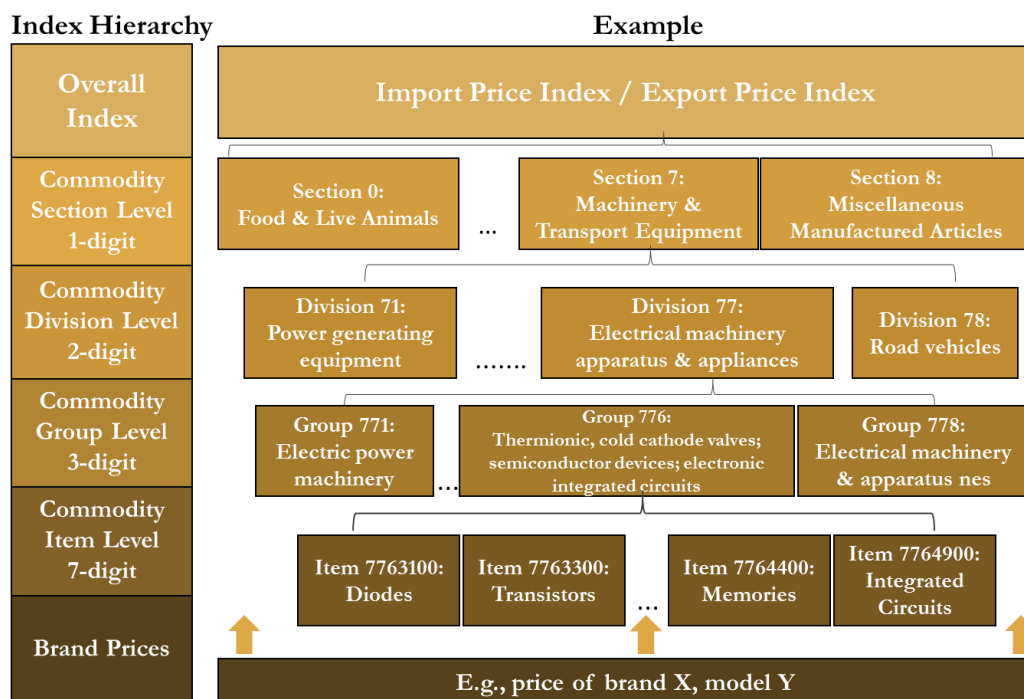 Index Hierarchy
Example
Overall
Index
Import Price Index / Export Price Index
Commodity
Section Level
1-digit
Section 0:
Food & Live Animals
...
Section 7:
Machinery &
Transport Equipment
Section 8:
Miscellaneous
Manufactured Articles
Commodity
Division Level
2-digit
Division 71:
Power generating
equipment
.......
Division 77:
Electrical machinery
apparatus & appliances
Division 78:
Road vehicles
Commodity
Group Level
3-digit
Group 771:
Electric power
machinery
...
Group 776:
Thermionic, cold cathode valves;
semiconductor devices; electronic
integrated circuits
Group 778:
Electrical machinery
& apparatus nes
Commodity
Item Level
7-digit
Item 7763100:
Diodes
Item 7763300:
Transistors
...
Item 7764400:
Memories
Item 7764900:
Integrated
Circuits
Brand Prices
E.g., price of brand X, model Y